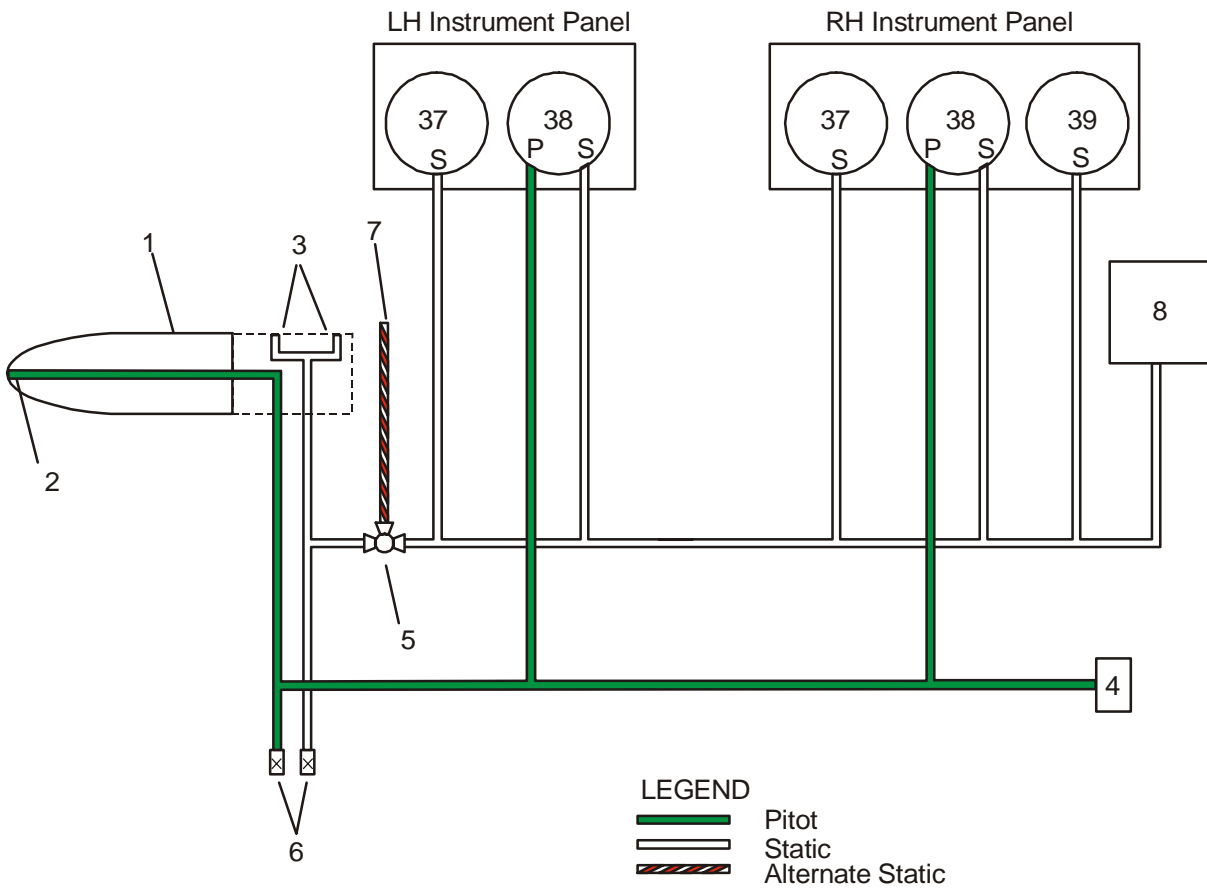 LH Instrument Panel
RH Instrument Panel
37
38
37
38
39
S
P
S
S
P
S
S
1
3
7
8
2
5
4
6
LEGEND
Pitot
Static
Alternate Static